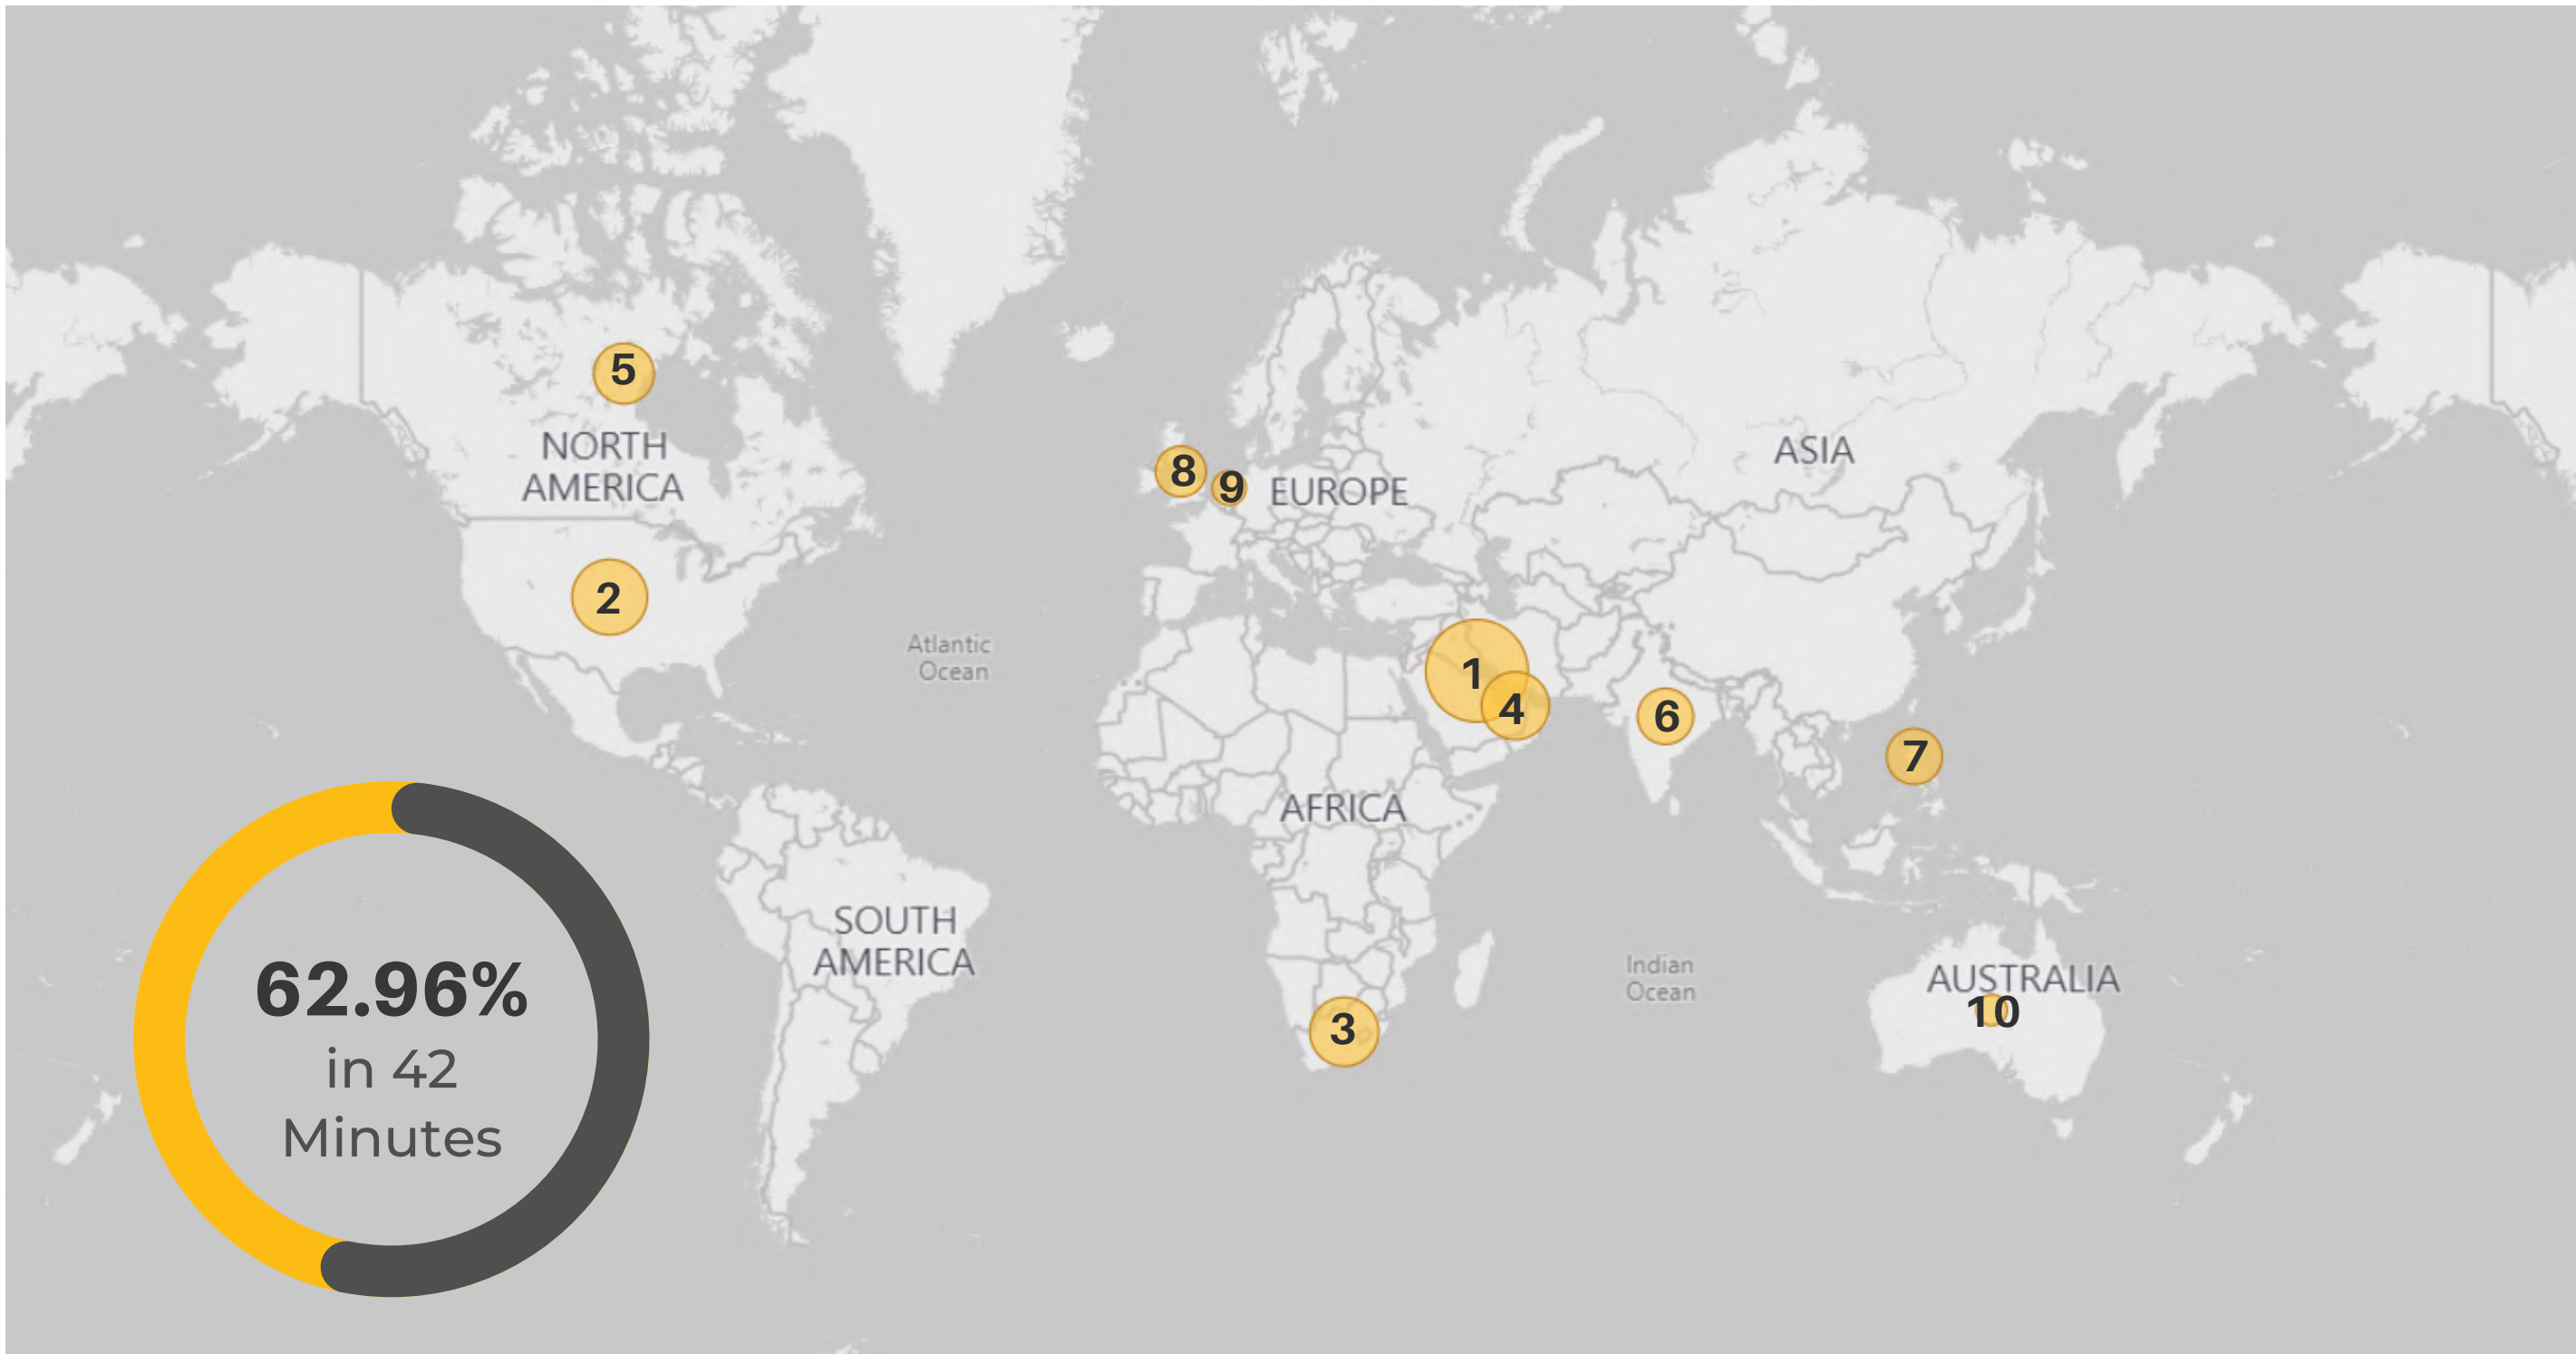 5
NORTH
AMERICA
8
9
EUROPE
ASIA
2
Atlantic
Ocean
1
4
6
7
AFRICA
SOUTH
AMERICA
Indian
Ocean
AUSTRALIA
10
3
62.96%
in 42
Minutes